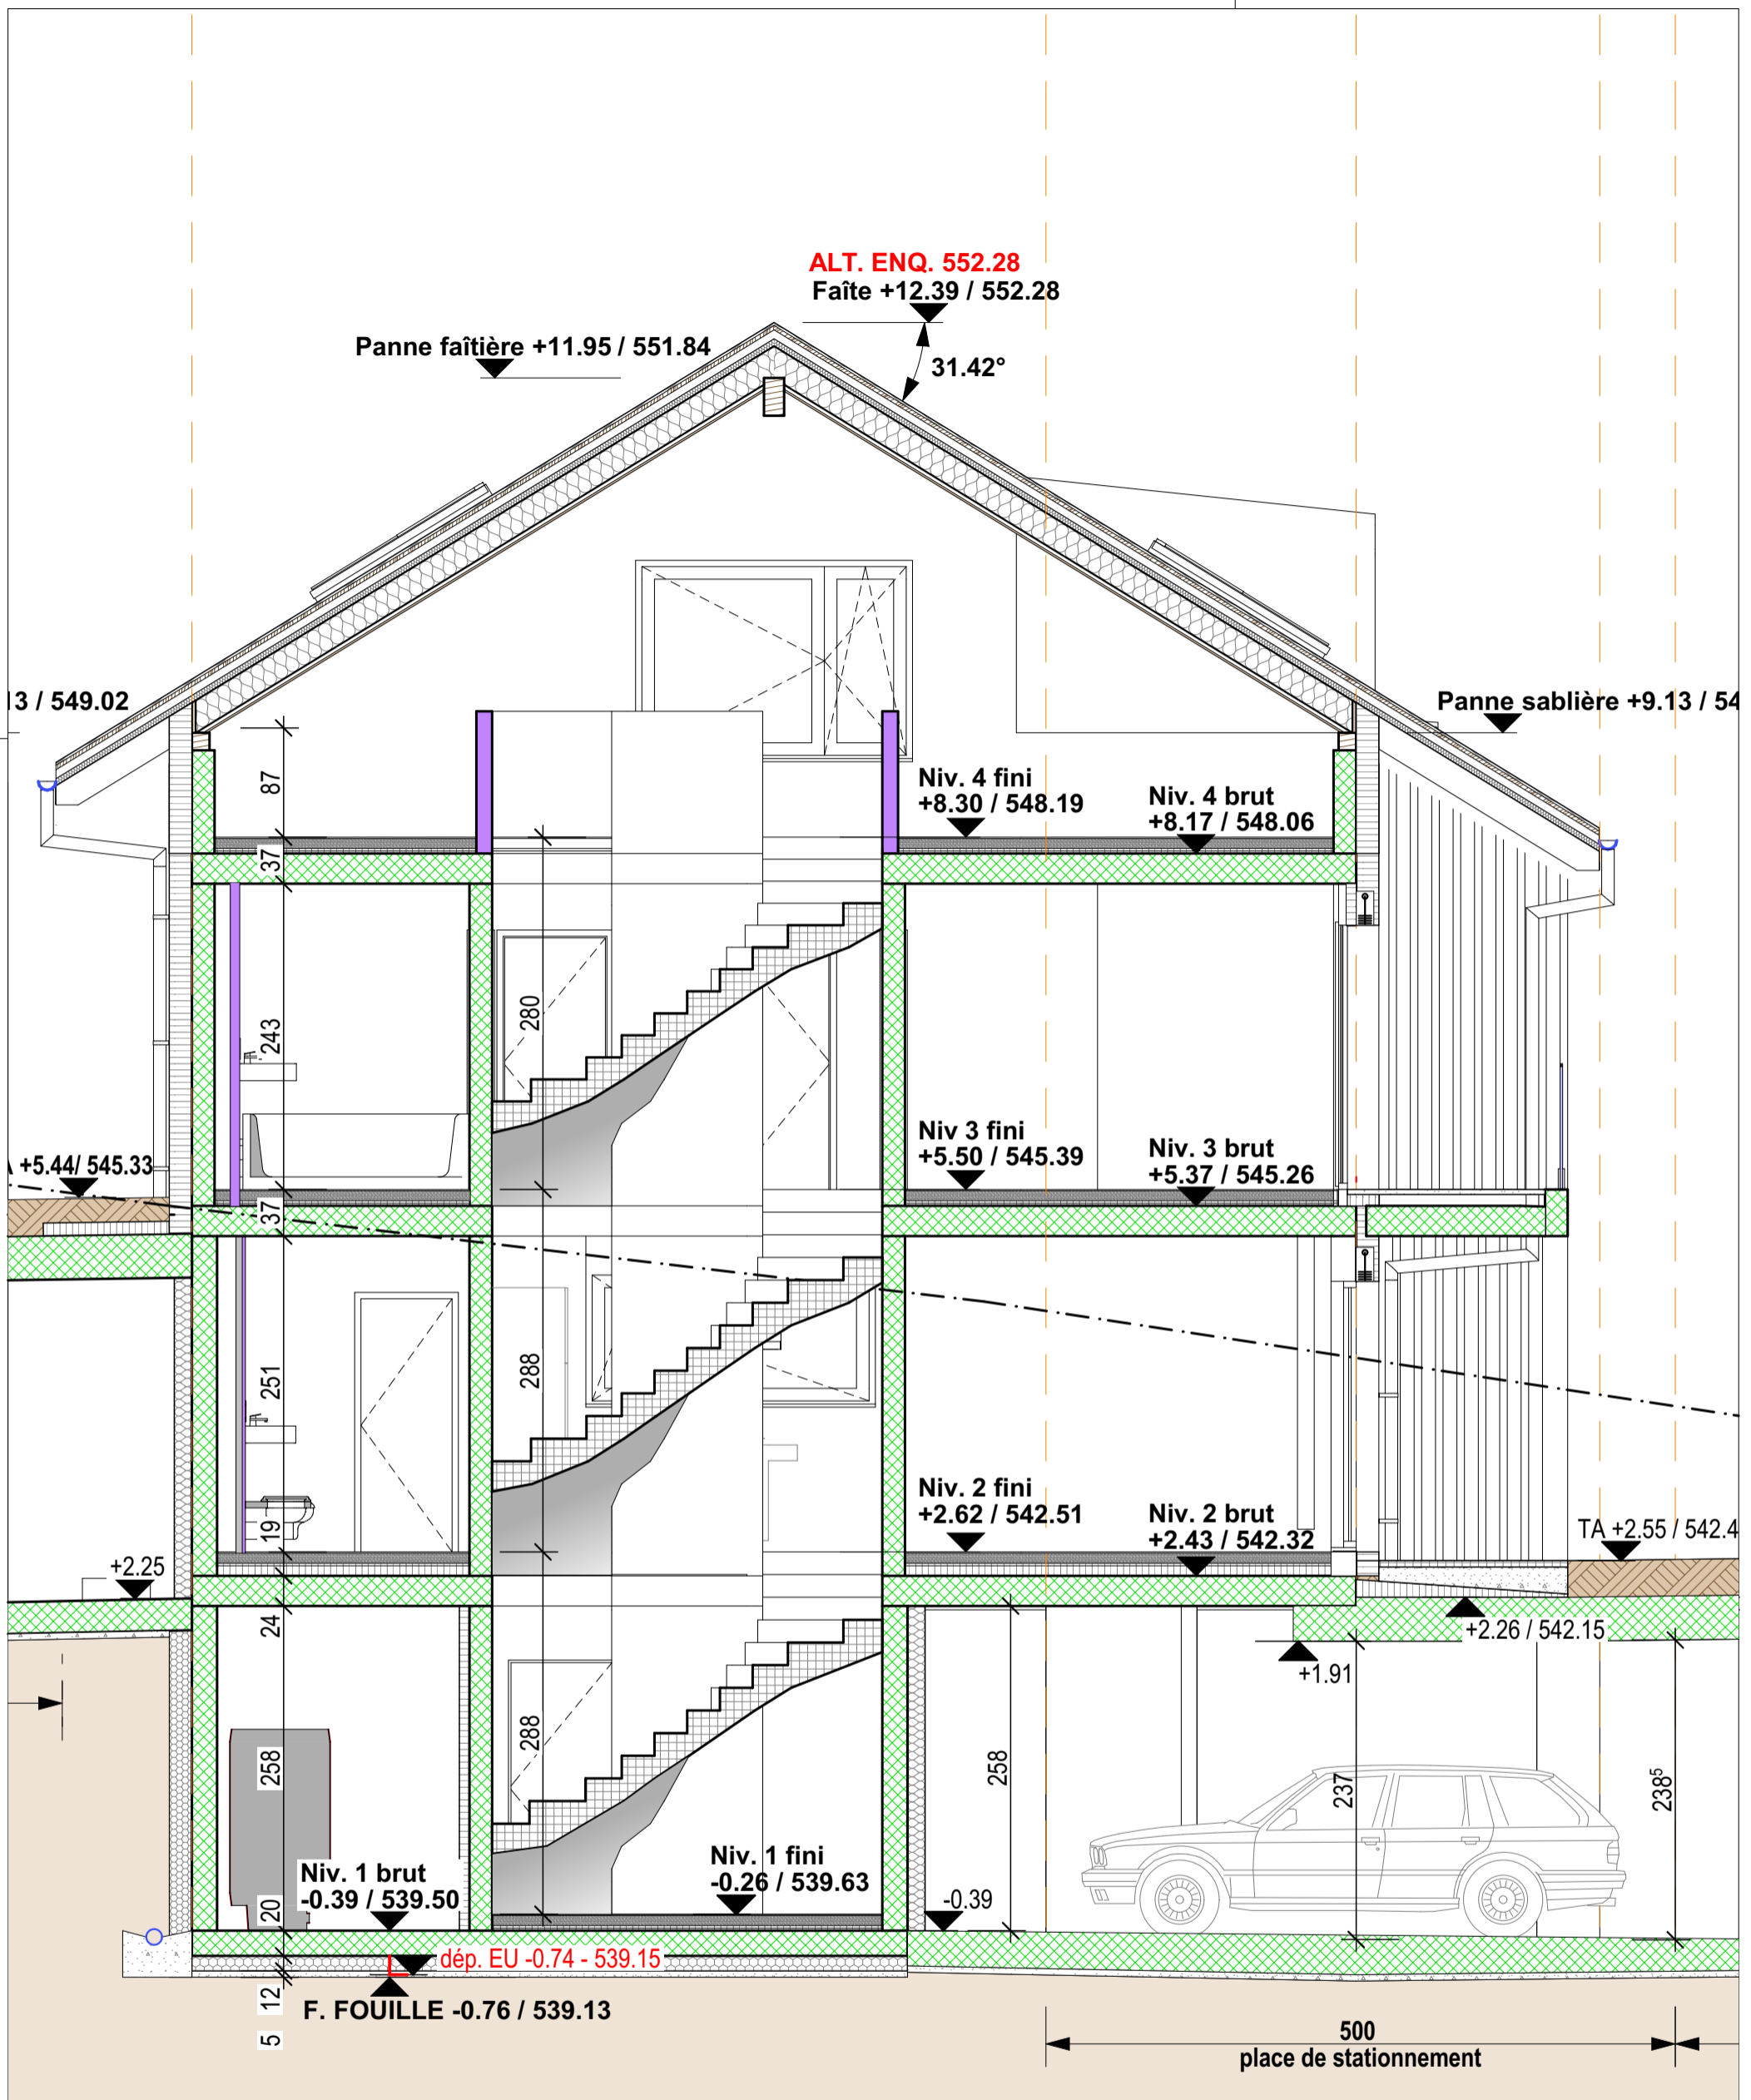 ALT. ENQ. 552.28
Faîte +12.39 / 552.28
Panne faîtière +11.95 / 551.84
31.42°
13 / 549.02
Panne sablière +9.13 / 54
87
Niv. 4 fini
+8.30 / 548.19
Niv. 4 brut
+8.17 / 548.06
37
243
280
Niv 3 fini
+5.50 / 545.39
Niv. 3 brut
+5.37 / 545.26
+5.44/ 545.33
37
251
288
Niv. 2 fini
+2.62 / 542.51
Niv. 2 brut
+2.43 / 542.32
TA +2.55 / 542.4
19
+2.25
24
+2.26 / 542.15
+1.91
258
288
258
237
238⁵
Niv. 1 fini
-0.26 / 539.63
Niv. 1 brut
-0.39 / 539.50
-0.39
20
dép. EU -0.74 - 539.15
12
F. FOUILLE -0.76 / 539.13
5
500
place de stationnement